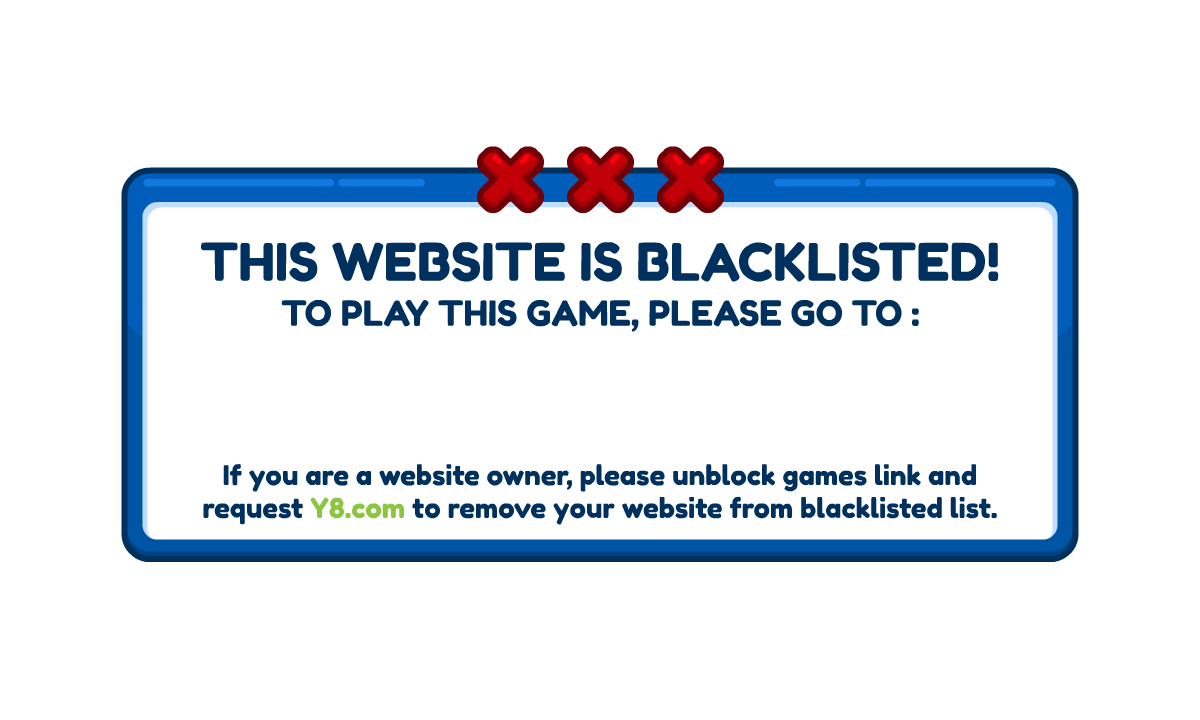 THIS WEBSITE IS BLACKLISTED!
TO PLAY THIS GAME, PLEASE GO TO :
If you are a website owner, please unblock games link and
request Y8.com to remove your website from blacklisted list.